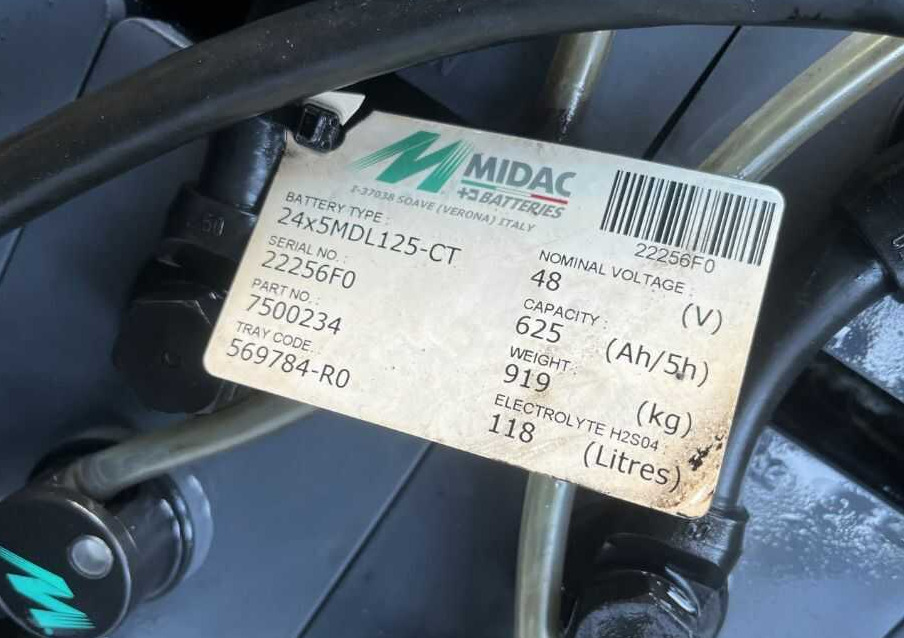 MIDAC
BATTERIES
I-37038 SOAVE (VERONA) ITALY
22256F0
BATTERY TYPE :
24x5MDL125-CT
SERIAL NO. :
22256F0
PART NO. :
7500234
TRAY CODE:
569784-R0
NOMINAL VOLTAGE :
48 (V)
CAPACITY :
625 (Ah/5h)
WEIGHT :
919 (kg)
ELECTROLYTE H2SO4
118 (Litres)